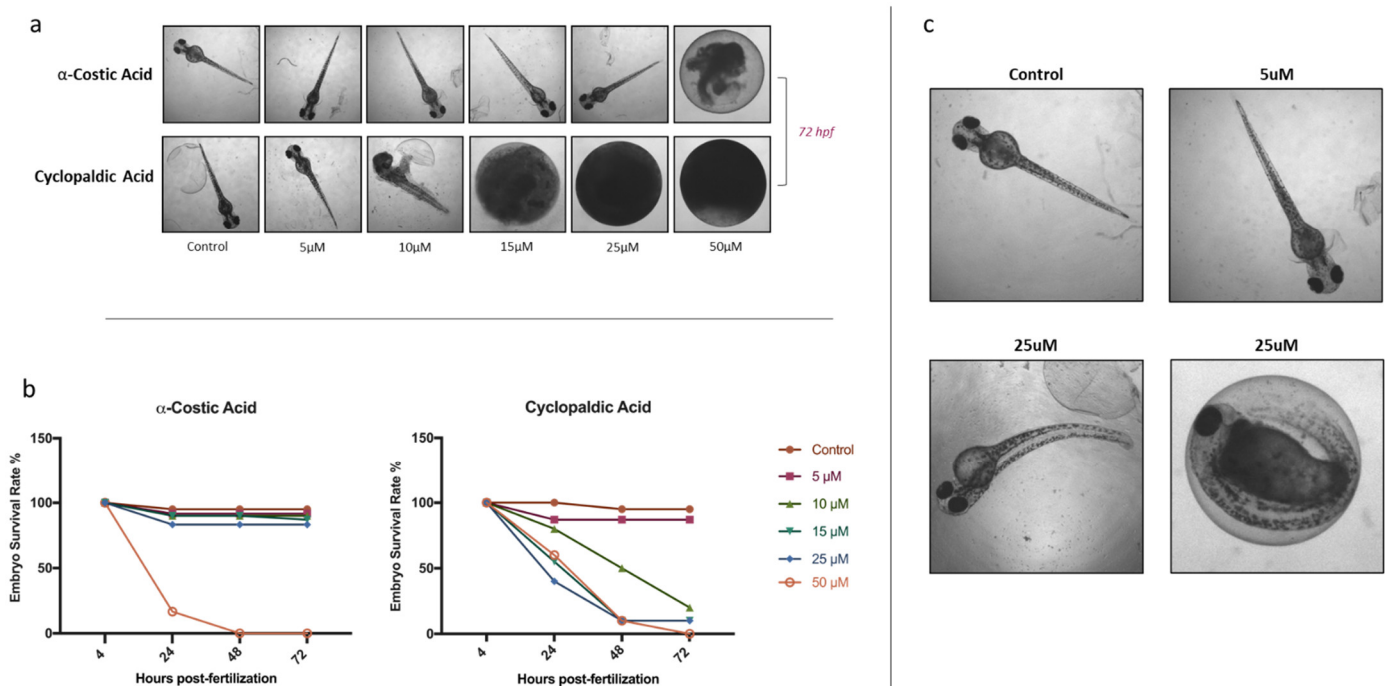 a
α-Costic Acid
Cyclopaldic Acid
72 hpf
Control 5µM 10µM 15µM 25µM 50µM
b
α-Costic Acid
Embryo Survival Rate %
150
100
50
0
4 24 48 72
Hours post-fertilization
Cyclopaldic Acid
Embryo Survival Rate %
150
100
50
0
4 24 48 72
Hours post-fertilization
Control
5 µM
10 µM
15 µM
25 µM
50 µM
c
Control 5uM
25uM 25uM